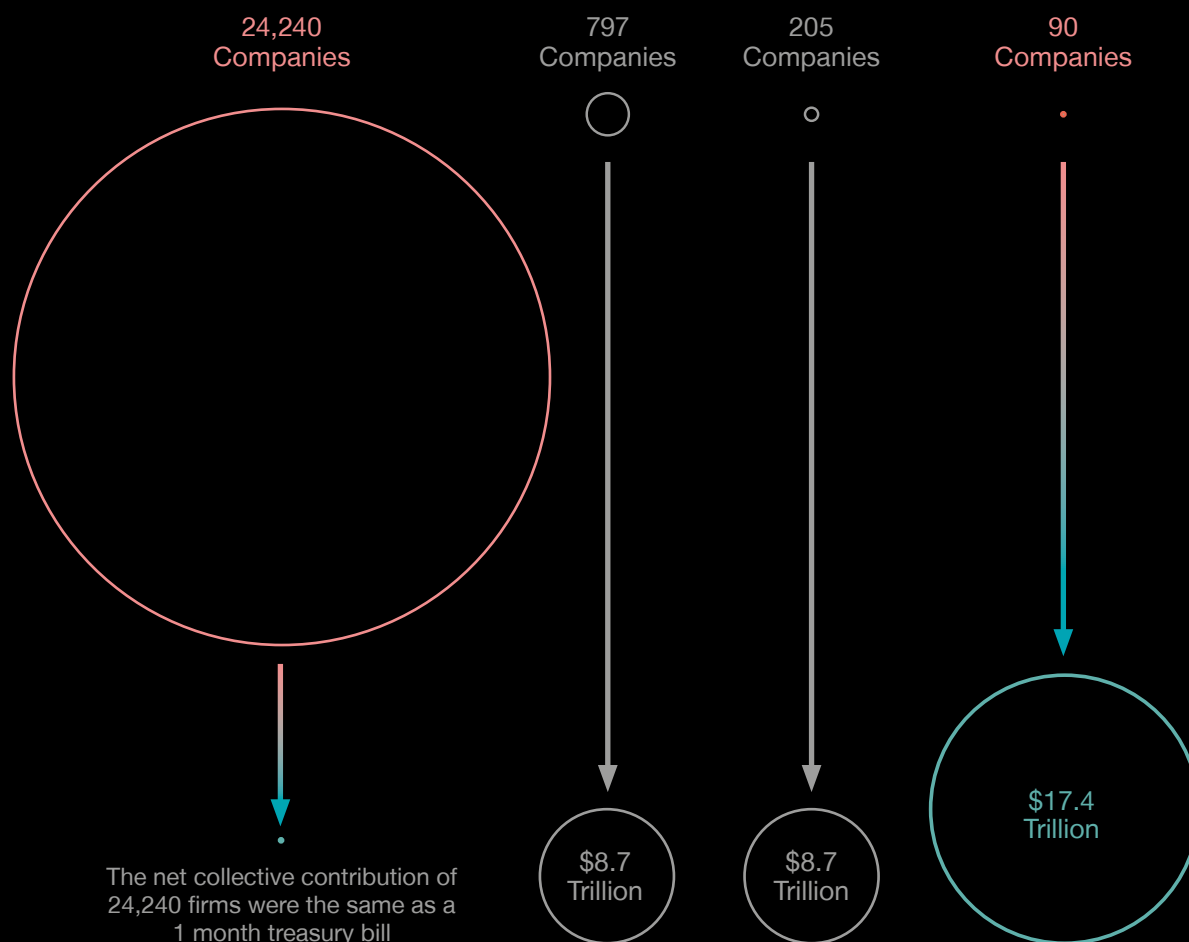 24,240
Companies
797
Companies
205
Companies
90
Companies
$17.4
Trillion
$8.7
Trillion
$8.7
Trillion
The net collective contribution of
24,240 firms were the same as a
1 month treasury bill